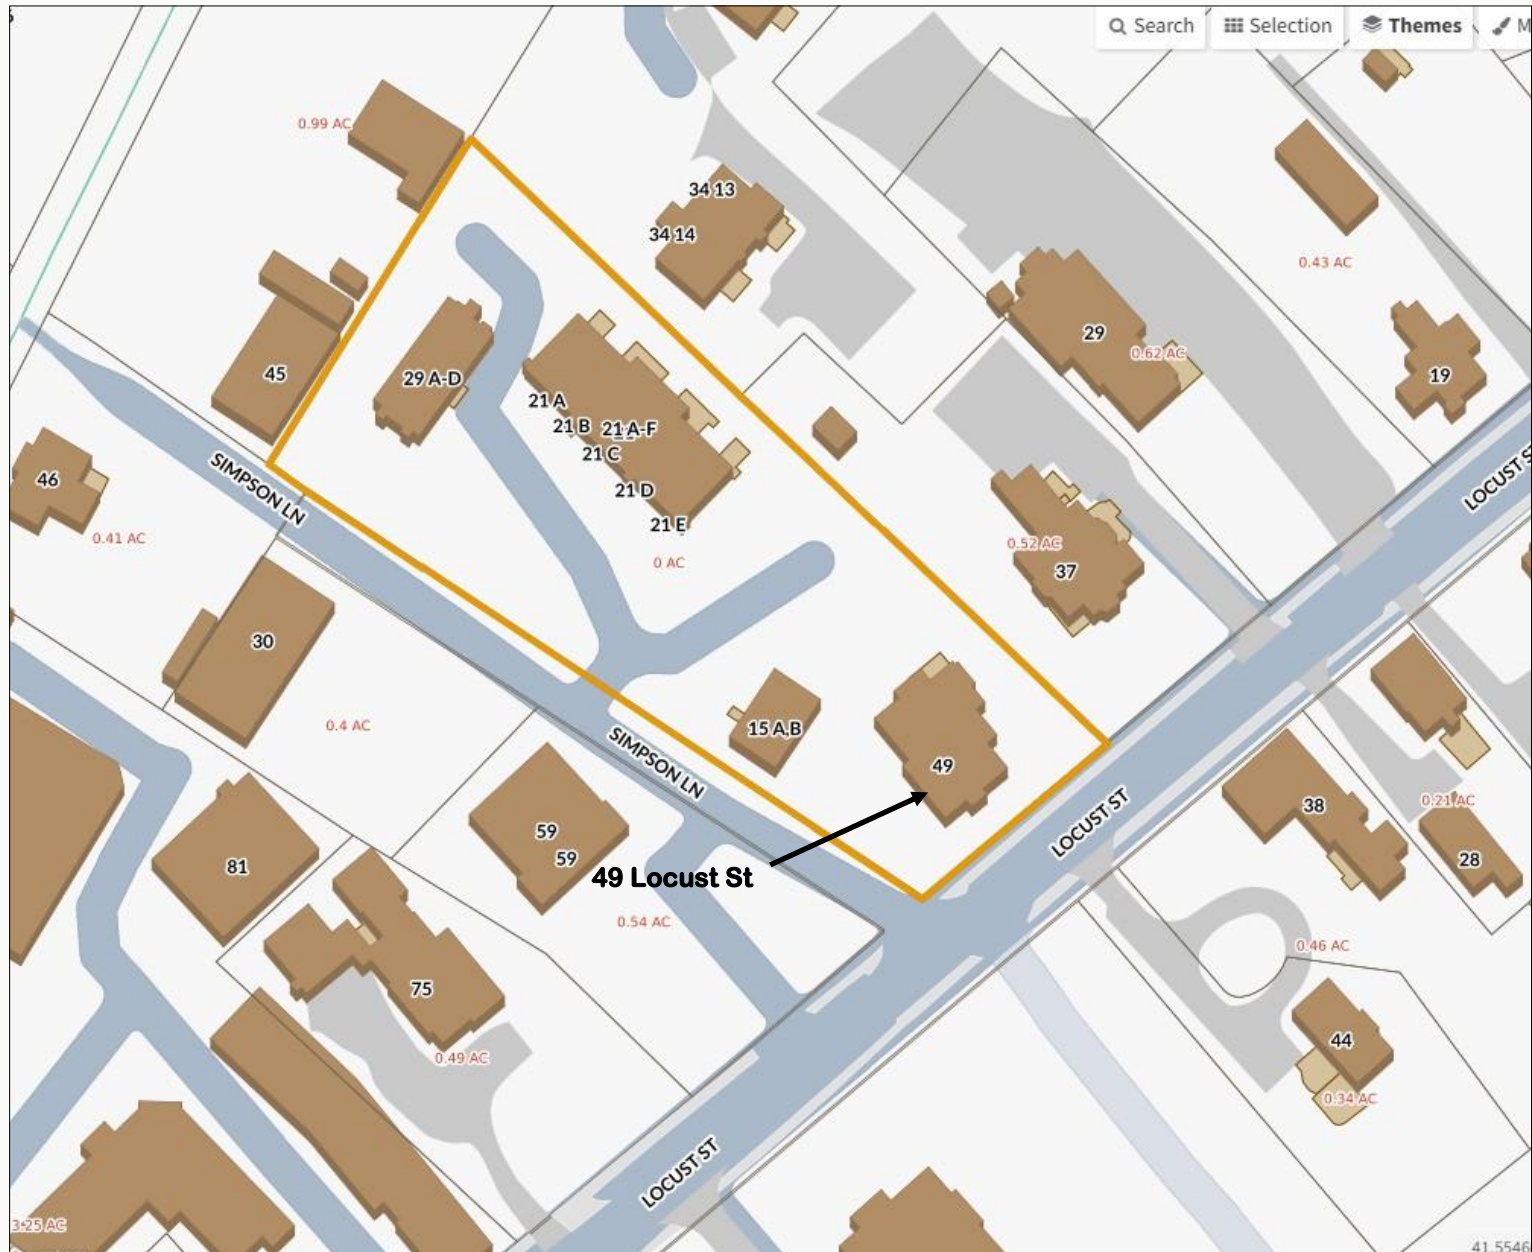 Search
Selection
Themes
M
0.99 AC
34 13
34 14
0.43 AC
29
0.62 AC
19
45
29 A-D
21 A
21 B
21 A-F
21 C
21 D
21 E
0 AC
LOCUST S
46
0.41 AC
SIMPSON LN
0.52 AC
37
30
0.4 AC
SIMPSON LN
15 A,B
49
LOCUST ST
38
0.21 AC
28
59
59
49 Locust St
81
0.54 AC
0.46 AC
75
0.49 AC
44
0.34 AC
LOCUST ST
3.25 AC
41.5546